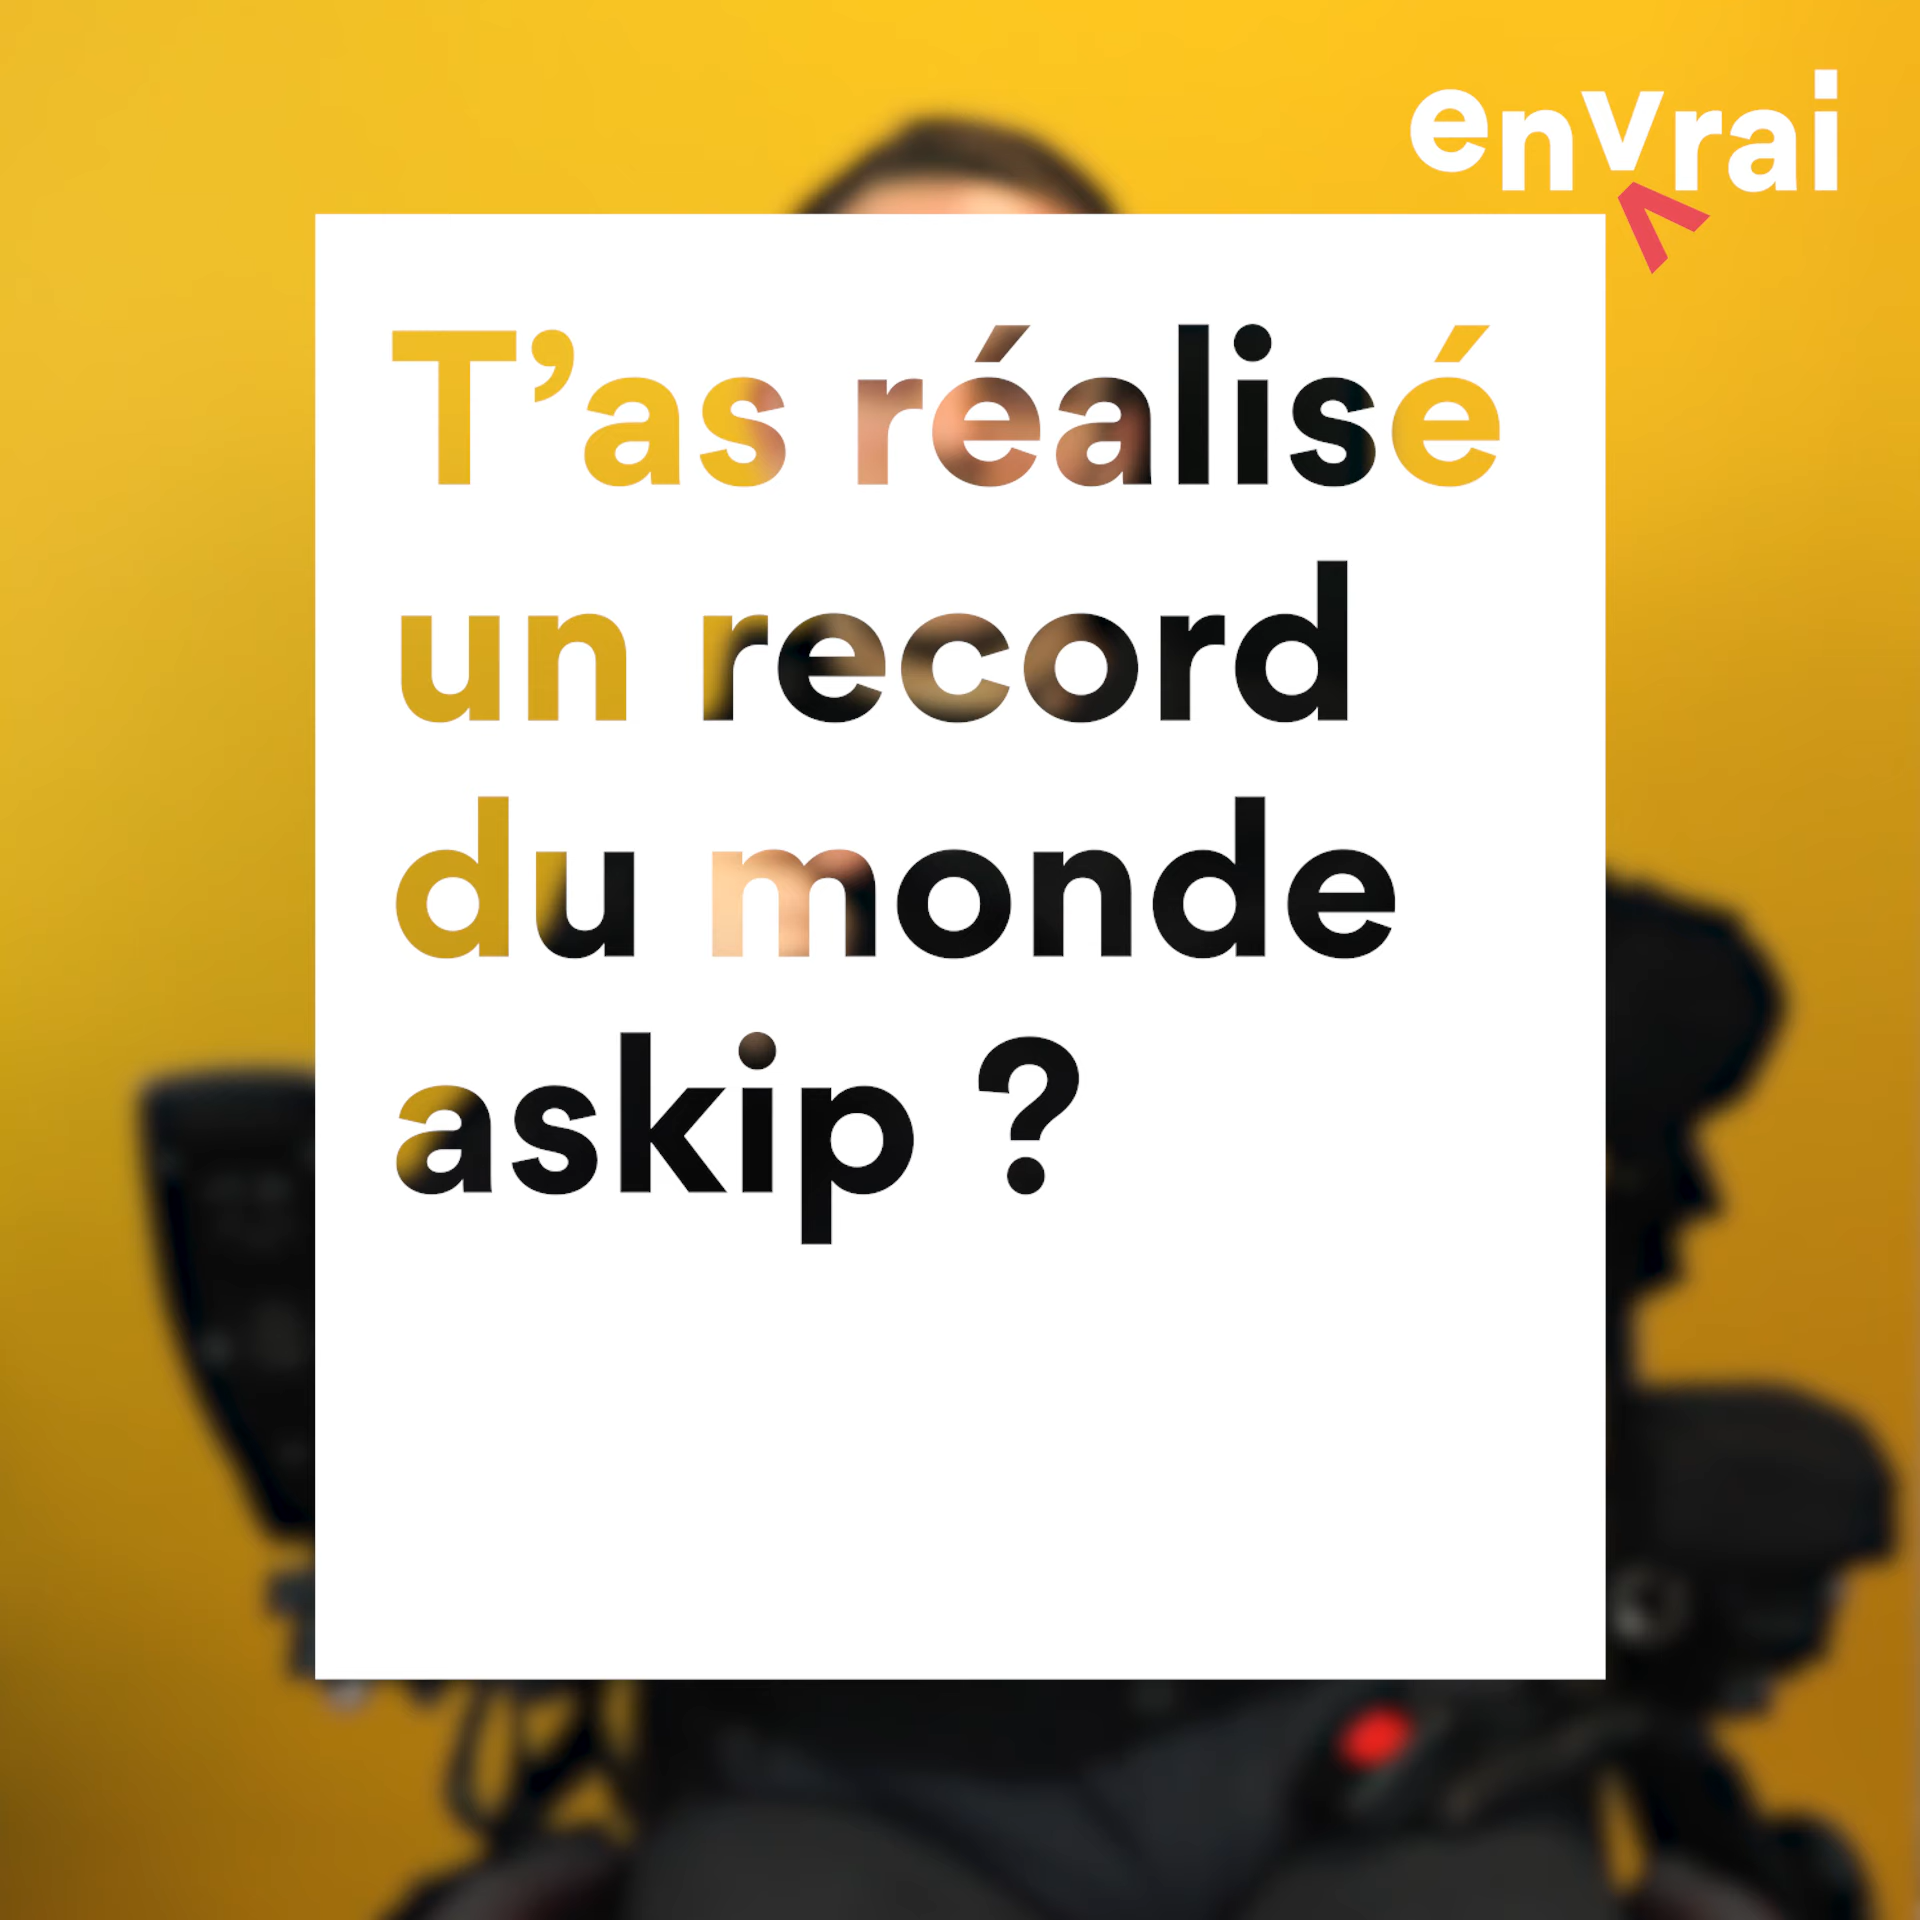 envrai
T’as réalisé
un record
du monde
askip ?